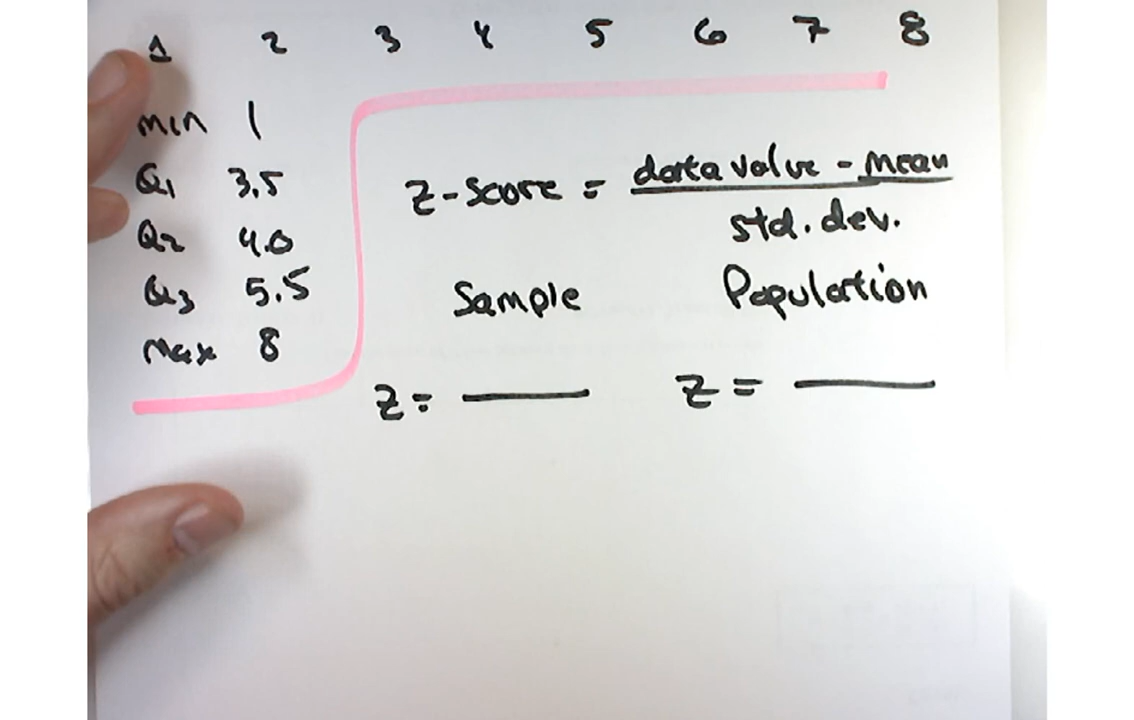 1 2 3 4 5 6 7 8
min 1
Q1 3.5
Q2 4.0
Q3 5.5
Max 8
Z-Score = data value - mean
std. dev.
Sample Population
Z = Z =